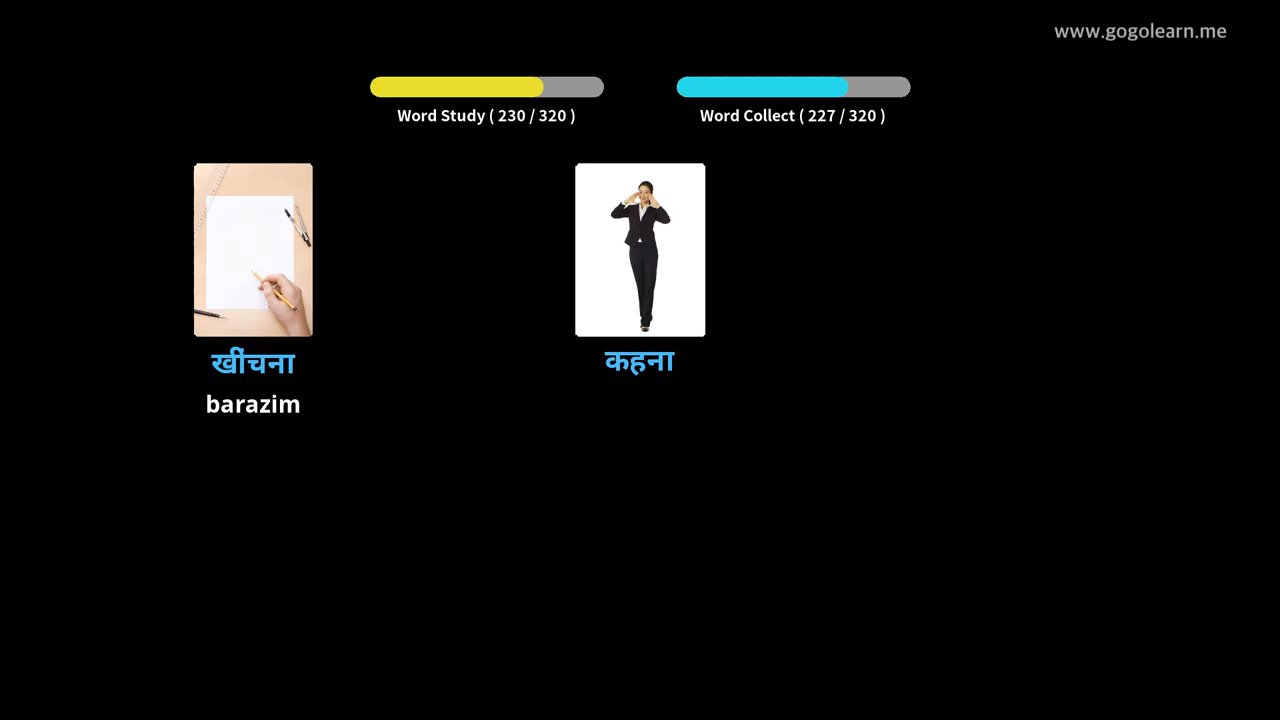 www.gogolearn.me
Word Study ( 230 / 320 )
Word Collect ( 227 / 320 )
खींचना
barazim
कहना